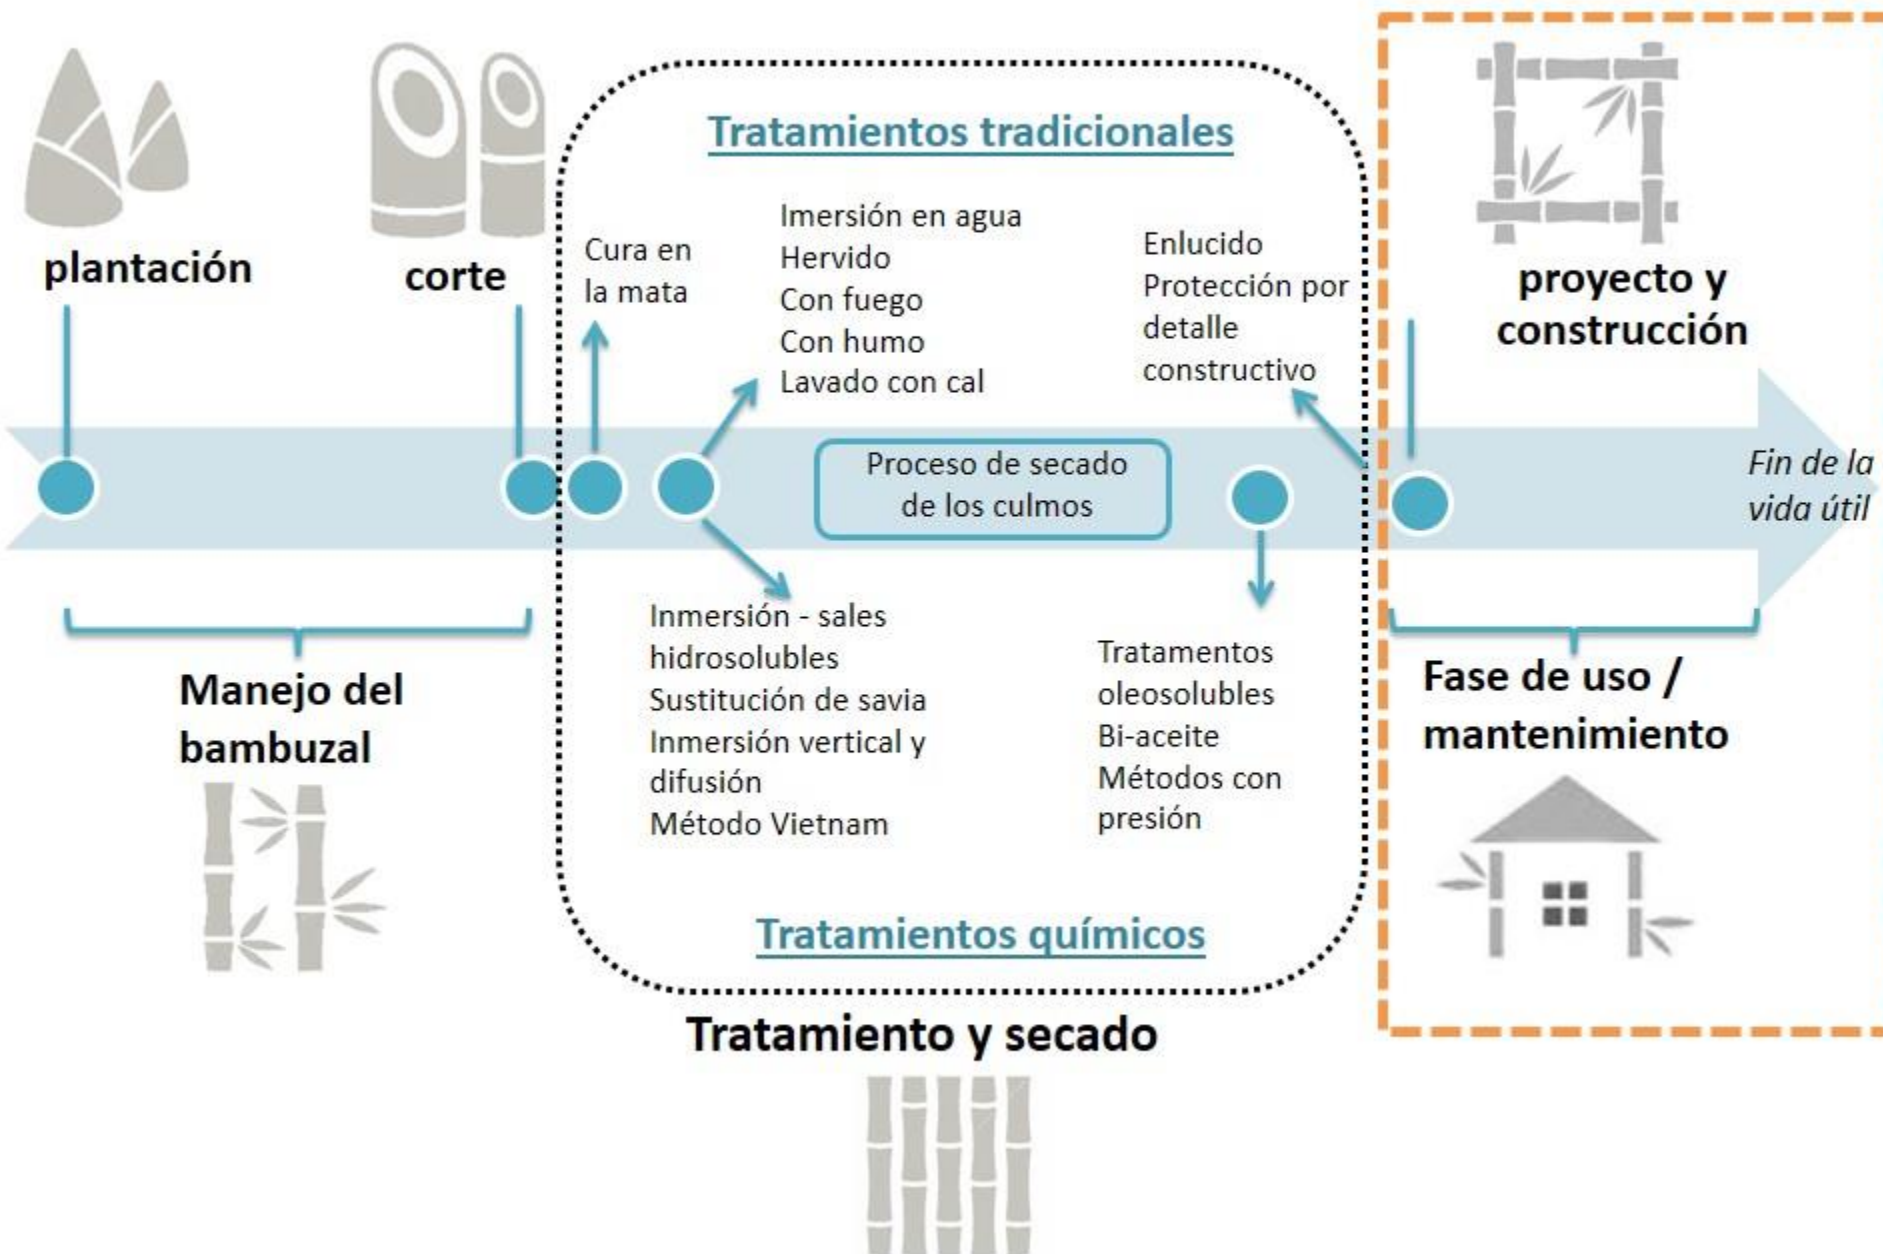 plantación
corte
Tratamientos tradicionales
Cura en
la mata
Imersión en agua
Hervido
Con fuego
Con humo
Lavado con cal
Enlucido
Protección por
detalle
constructivo
proyecto y
construcción
Proceso de secado
de los culmos
Fin de la
vida útil
Manejo del
bambuzal
Inmersión - sales
hidrosolubles
Sustitución de savia
Inmersión vertical y
difusión
Método Vietnam
Tratamentos
oleosolubles
Bi-aceite
Métodos con
presión
Fase de uso /
mantenimiento
Tratamientos químicos
Tratamiento y secado